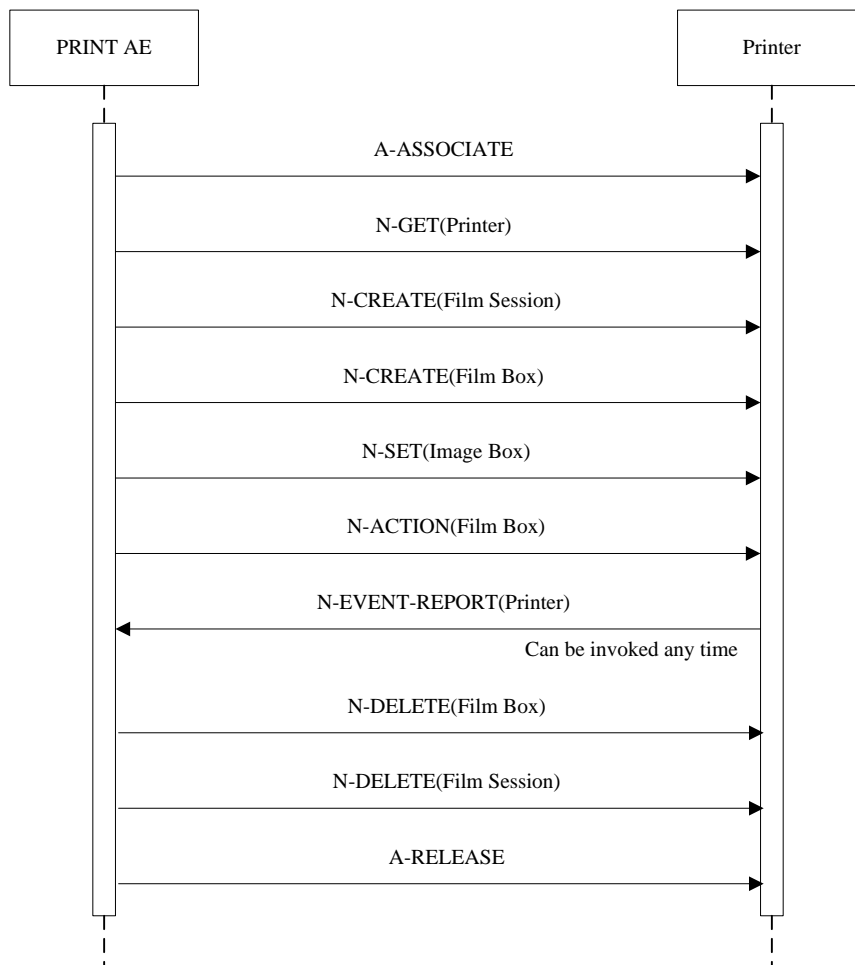 PRINT AE
Printer
A-ASSOCIATE
N-GET(Printer)
N-CREATE(Film Session)
N-CREATE(Film Box)
N-SET(Image Box)
N-ACTION(Film Box)
N-EVENT-REPORT(Printer)
Can be invoked any time
N-DELETE(Film Box)
N-DELETE(Film Session)
A-RELEASE